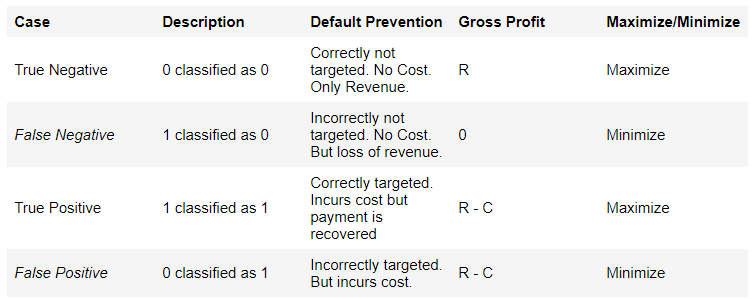 Case Description Default Prevention Gross Profit Maximize/Minimize
True Negative 0 classified as 0 Correctly not targeted. No Cost. Only Revenue. R Maximize
False Negative 1 classified as 0 Incorrectly not targeted. No Cost. But loss of revenue. 0 Minimize
True Positive 1 classified as 1 Correctly targeted. Incurs cost but payment is recovered R - C Maximize
False Positive 0 classified as 1 Incorrectly targeted. But incurs cost. R - C Minimize